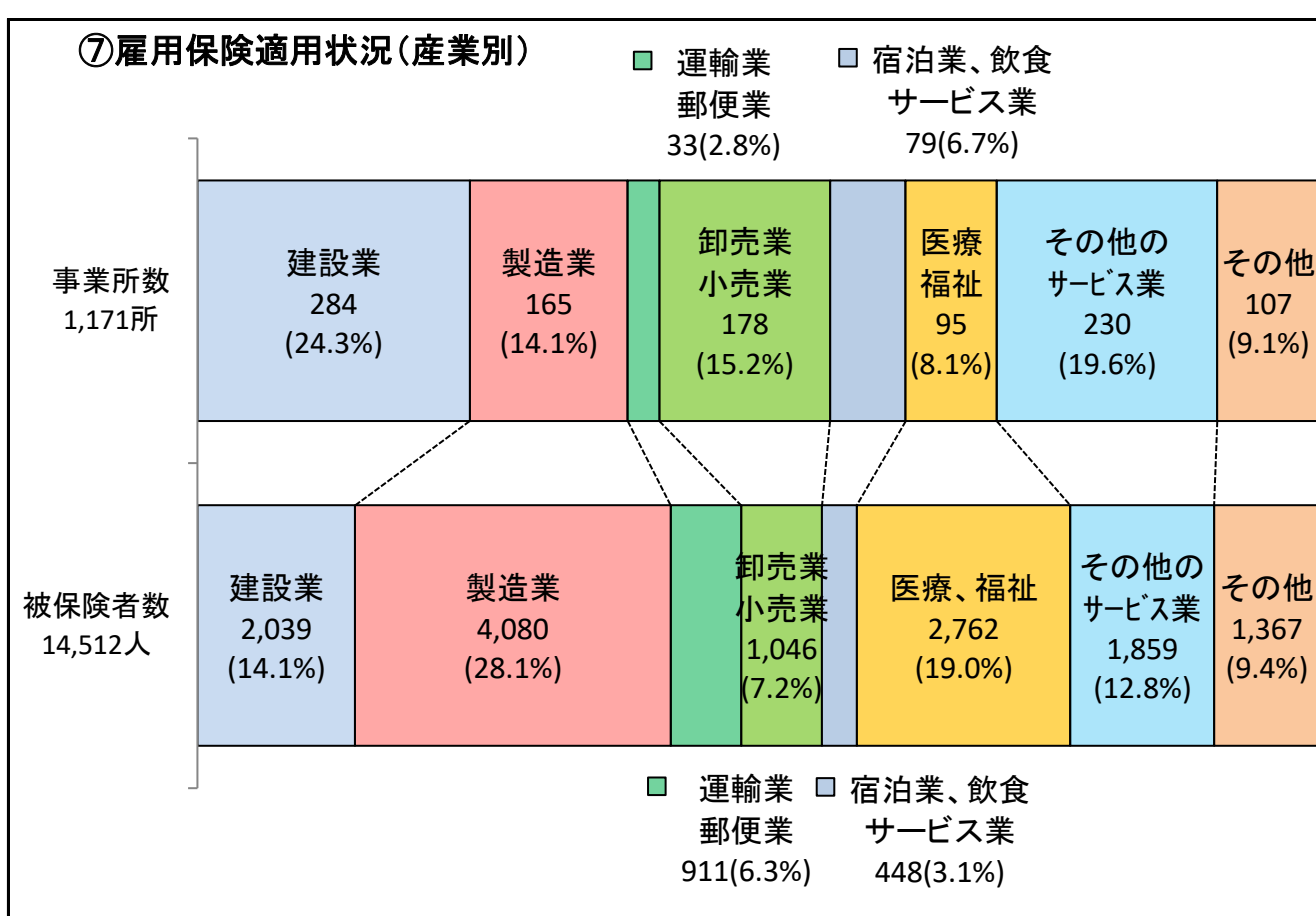 ⑦雇用保険適用状況（産業別）
運輸業
郵便業
33(2.8%)
宿泊業、飲食
サービス業
79(6.7%)
事業所数
1,171所
建設業
284
(24.3%)
製造業
165
(14.1%)
卸売業
小売業
178
(15.2%)
医療
福祉
95
(8.1%)
その他の
ｻｰﾋﾞｽ業
230
(19.6%)
その他
107
(9.1%)
被保険者数
14,512人
建設業
2,039
(14.1%)
製造業
4,080
(28.1%)
卸売業
小売業
1,046
(7.2%)
医療、福祉
2,762
(19.0%)
その他の
ｻｰﾋﾞｽ業
1,859
(12.8%)
その他
1,367
(9.4%)
運輸業
郵便業
911(6.3%)
宿泊業、飲食
サービス業
448(3.1%)